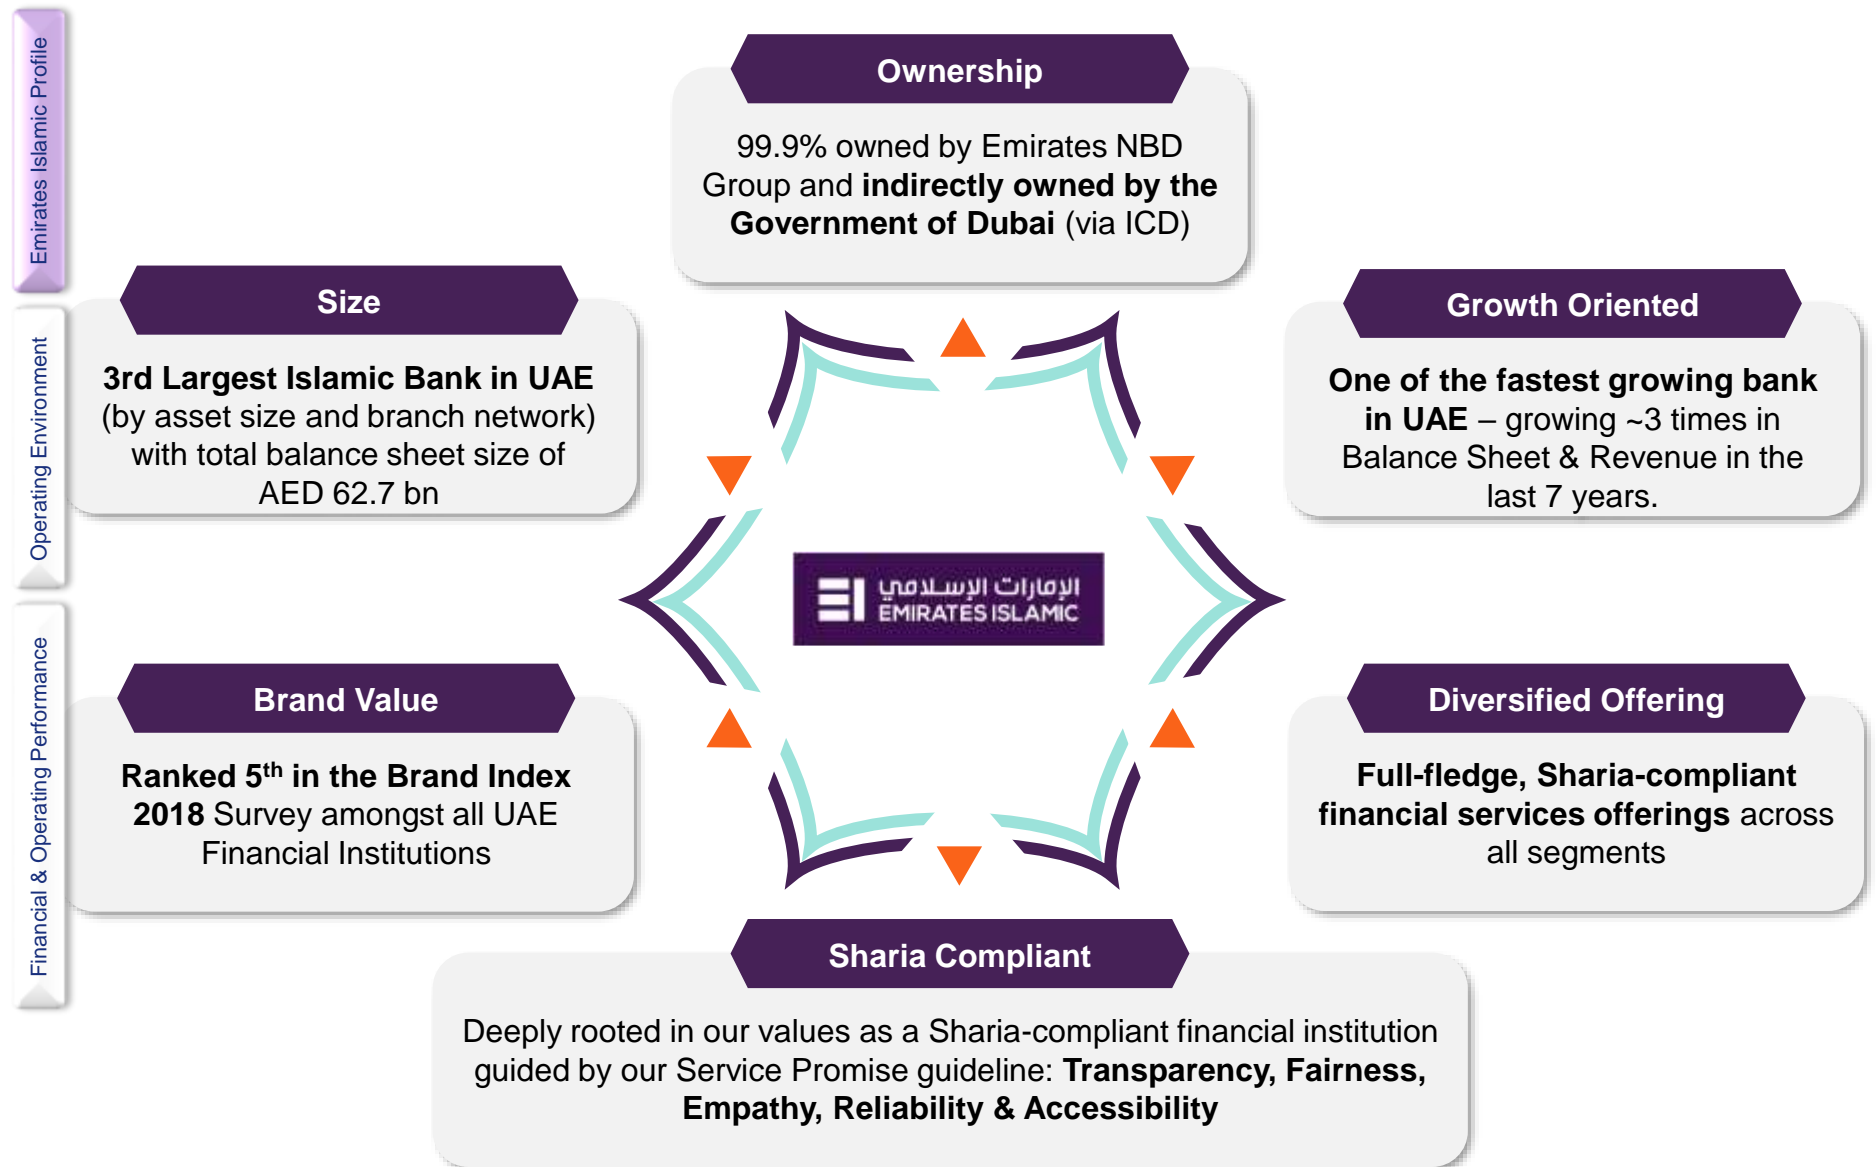 Emirates Islamic Profile
Operating Environment
Financial & Operating Performance
Ownership
99.9% owned by Emirates NBD
Group and indirectly owned by the
Government of Dubai (via ICD)
Size
3rd Largest Islamic Bank in UAE
(by asset size and branch network)
with total balance sheet size of
AED 62.7 bn
Growth Oriented
One of the fastest growing bank
in UAE – growing ~3 times in
Balance Sheet & Revenue in the
last 7 years.
الإمارات الإسلامي
EMIRATES ISLAMIC
Brand Value
Ranked 5th in the Brand Index
2018 Survey amongst all UAE
Financial Institutions
Diversified Offering
Full-fledge, Sharia-compliant
financial services offerings across
all segments
Sharia Compliant
Deeply rooted in our values as a Sharia-compliant financial institution
guided by our Service Promise guideline: Transparency, Fairness,
Empathy, Reliability & Accessibility